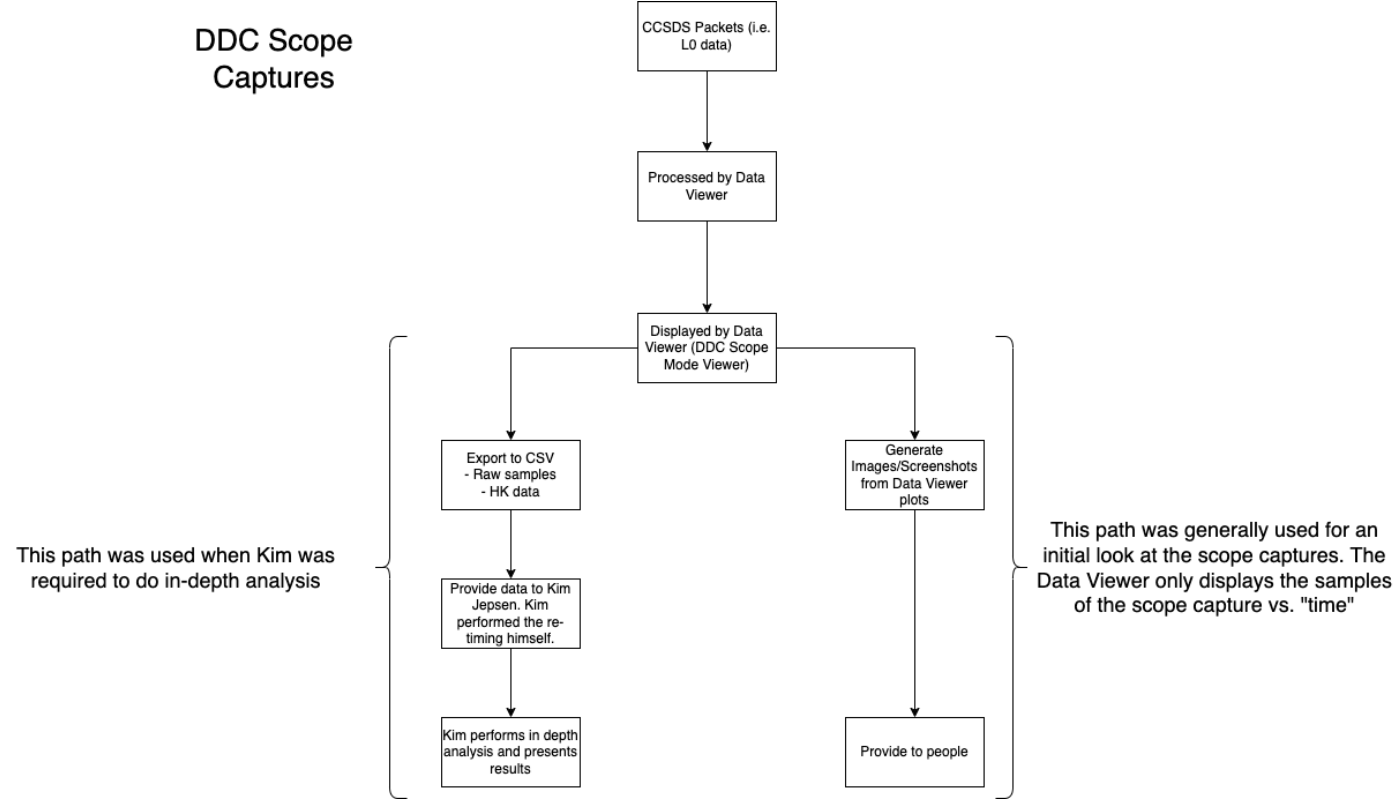 DDC Scope
Captures
CCSDS Packets (i.e.
L0 data)
Processed by Data
Viewer
Displayed by Data
Viewer (DDC Scope
Mode Viewer)
Export to CSV
- Raw samples
- HK data
Generate
Images/Screenshots
from Data Viewer
plots
This path was used when Kim was
required to do in-depth analysis
This path was generally used for an
initial look at the scope captures. The
Data Viewer only displays the samples
of the scope capture vs. "time"
Provide data to Kim
Jepsen. Kim
performed the re-
timing himself.
Kim performs in depth
analysis and presents
results
Provide to people